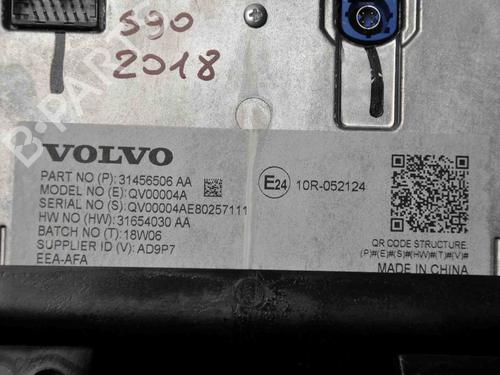 S90
2018
VOLVO
PART NO (P): 31456506 AA
MODEL NO (E): QV00004A
SERIAL NO (S): QV00004AE80257111
HW NO (HW): 31654030 AA
BATCH NO (T): 18W06
SUPPLIER ID (V): AD9P7
EEA-AFA
E24 10R-052124
QR CODE STRUCTURE:
(P)#(E)#(S)#(HW)#(T)#(V)#
MADE IN CHINA
B-PARTS